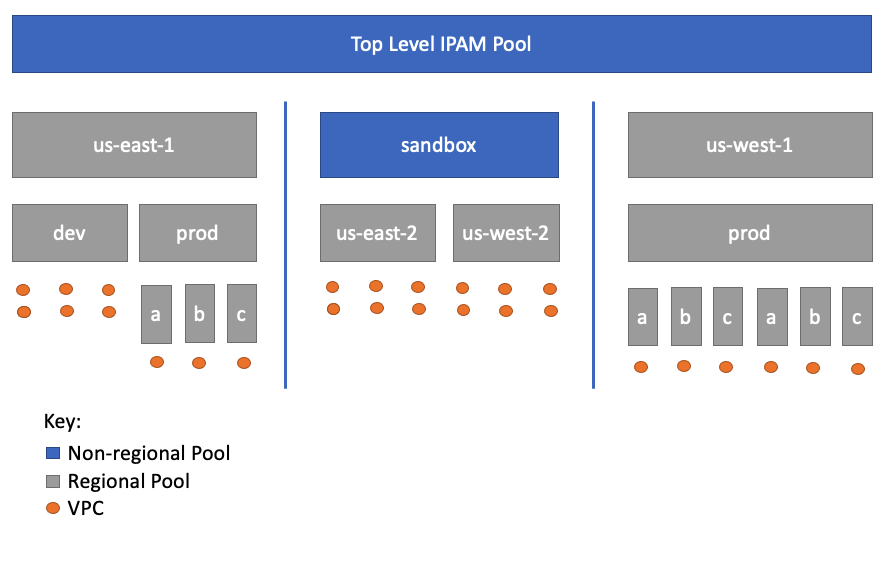 Top Level IPAM Pool
us-east-1
sandbox
us-west-1
dev
prod
us-east-2
us-west-2
prod
a
b
c
a
b
c
a
b
c
Key:
Non-regional Pool
Regional Pool
VPC